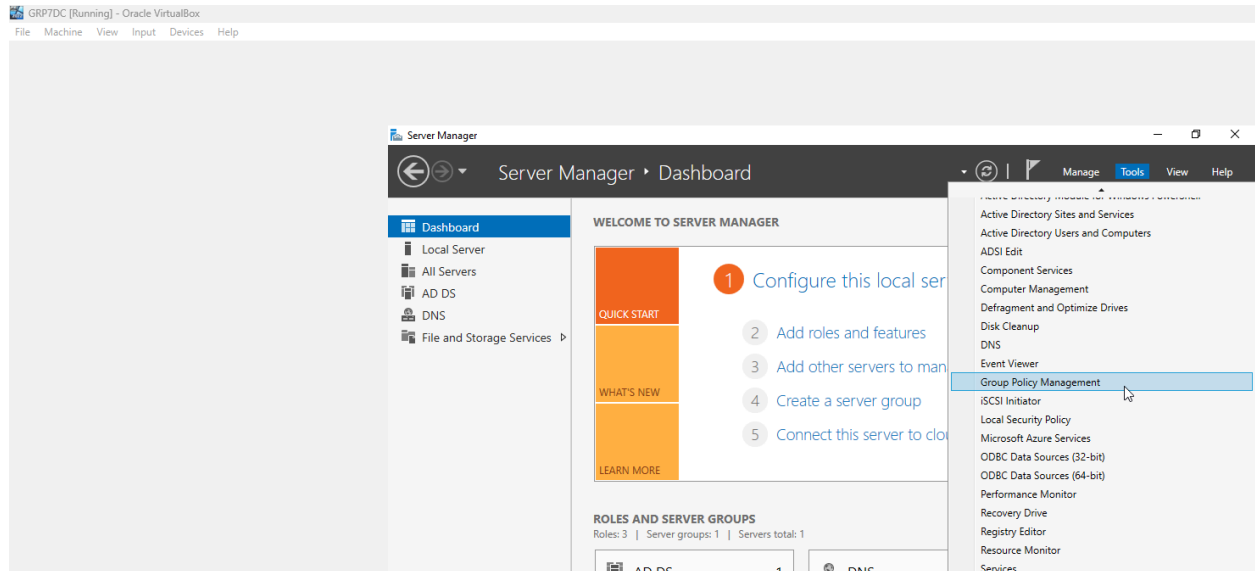 GRP7DC [Running] - Oracle VirtualBox
File Machine View Input Devices Help
Server Manager
Server Manager • Dashboard
Manage Tools View Help
Dashboard
Local Server
All Servers
AD DS
DNS
File and Storage Services
WELCOME TO SERVER MANAGER
QUICK START
WHAT'S NEW
LEARN MORE
1 Configure this local ser
2 Add roles and features
3 Add other servers to man
4 Create a server group
5 Connect this server to clou
ROLES AND SERVER GROUPS
Roles: 3 | Server groups: 1 | Servers total: 1
AD DS 1
DNS
Active Directory Module for Windows PowerShell
Active Directory Sites and Services
Active Directory Users and Computers
ADSI Edit
Component Services
Computer Management
Defragment and Optimize Drives
Disk Cleanup
DNS
Event Viewer
Group Policy Management
iSCSI Initiator
Local Security Policy
Microsoft Azure Services
ODBC Data Sources (32-bit)
ODBC Data Sources (64-bit)
Performance Monitor
Recovery Drive
Registry Editor
Resource Monitor
Services